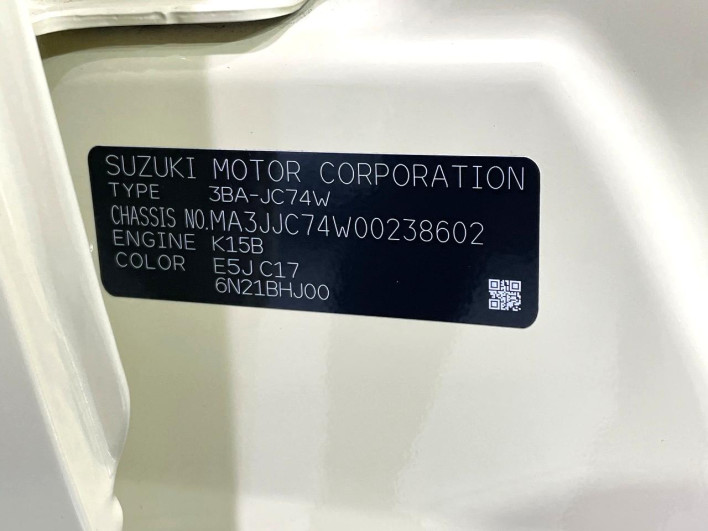 SUZUKI MOTOR CORPORATION
TYPE 3BA-JC74W
CHASSIS NO.MA3JJC74W00238602
ENGINE K15B
COLOR E5J C17
6N21BHJ00